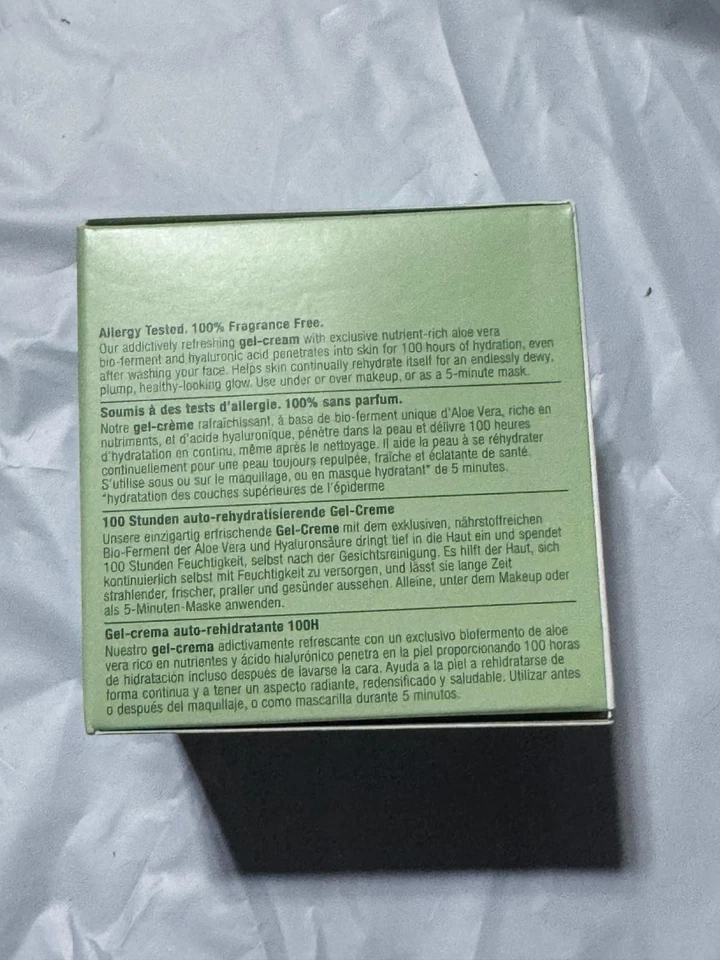 Allergy Tested. 100% Fragrance Free.
Our addictively refreshing gel-cream with exclusive nutrient-rich aloe vera
bio-ferment and hyaluronic acid penetrates into skin for 100 hours of hydration, even
after washing your face. Helps skin continually rehydrate itself for an endlessly dewy,
plump, healthy-looking glow. Use under or over makeup, or as a 5-minute mask.
Soumis à des tests d'allergie. 100% sans parfum.
Notre gel-crème rafraîchissant, à base de bio-ferment unique d'Aloe Vera, riche en
nutriments, et d'acide hyaluronique, pénètre dans la peau et délivre 100 heures
d'hydratation en continu, même après le nettoyage. Il aide la peau à se réhydrater
continuellement pour une peau toujours repulpée, fraîche et éclatante de santé.
S'utilise sous ou sur le maquillage, ou en masque hydratant* de 5 minutes.
*hydratation des couches supérieures de l'épiderme
100 Stunden auto-rehydratisierende Gel-Creme
Unsere einzigartig erfrischende Gel-Creme mit dem exklusiven, nährstoffreichen
Bio-Ferment der Aloe Vera und Hyaluronsäure dringt tief in die Haut ein und spendet
100 Stunden Feuchtigkeit, selbst nach der Gesichtsreinigung. Es hilft der Haut, sich
kontinuierlich selbst mit Feuchtigkeit zu versorgen, und lässt sie lange Zeit
strahlender, frischer, praller und gesünder aussehen. Alleine, unter dem Makeup oder
als 5-Minuten-Maske anwenden.
Gel-crema auto-rehidratante 100H
Nuestro gel-crema adictivamente refrescante con un exclusivo biofermento de aloe
vera rico en nutrientes y ácido hialurónico penetra en la piel proporcionando 100 horas
de hidratación incluso después de lavarse la cara. Ayuda a la piel a rehidratarse de
forma continua y a tener un aspecto radiante, redensificado y saludable. Utilizar antes
o después del maquillaje, o como mascarilla durante 5 minutos.